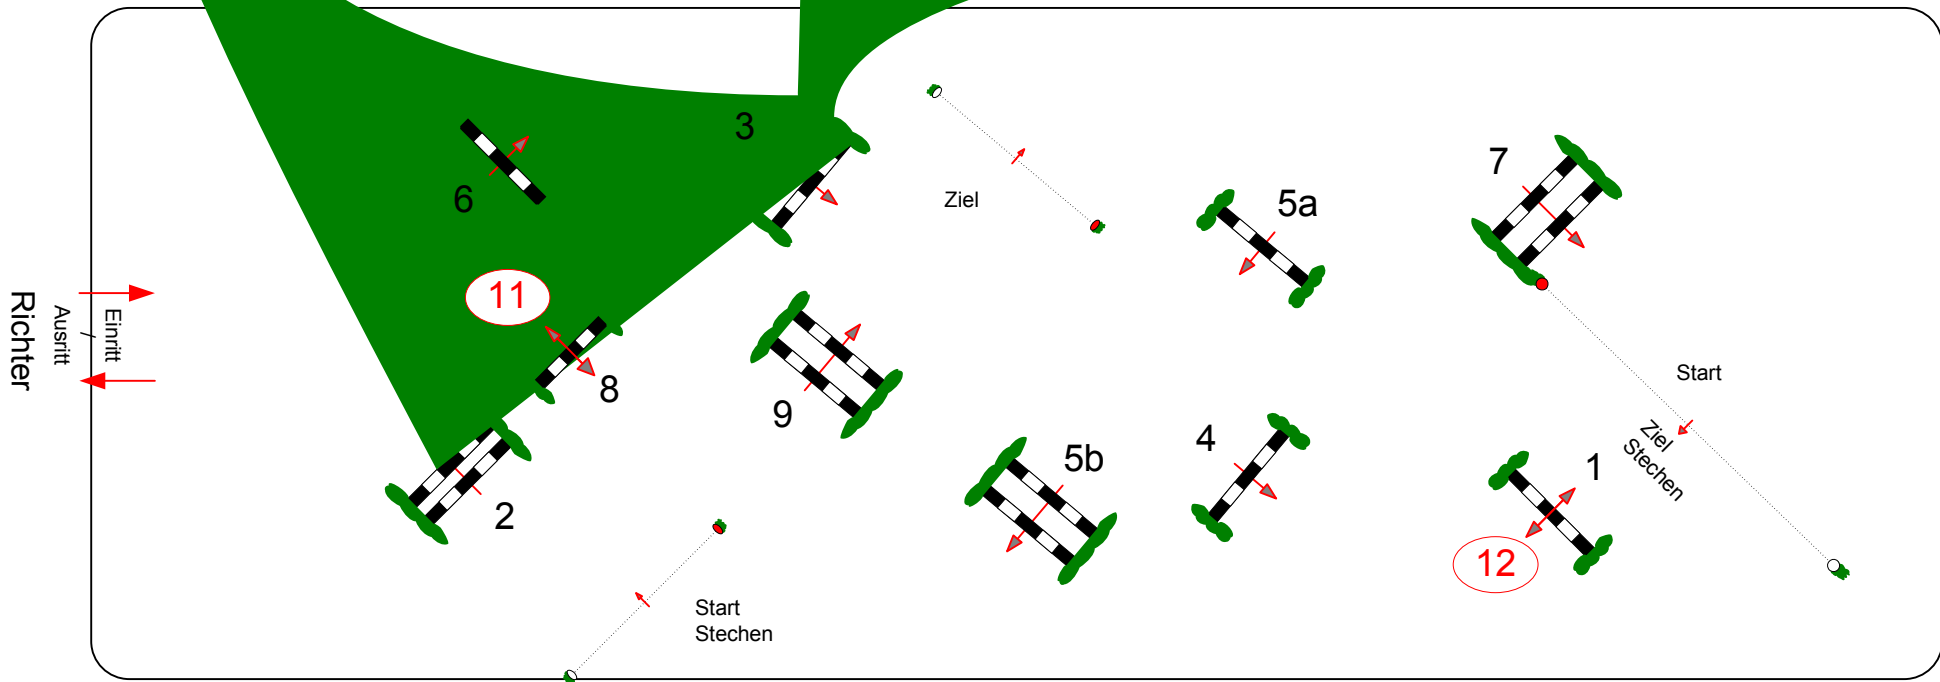 3
7
6
Ziel
5a
11
Richter
Ausritt / Einritt
8
9
Start
4
5b
1
Ziel
Stechen
2
12
Start
Stechen